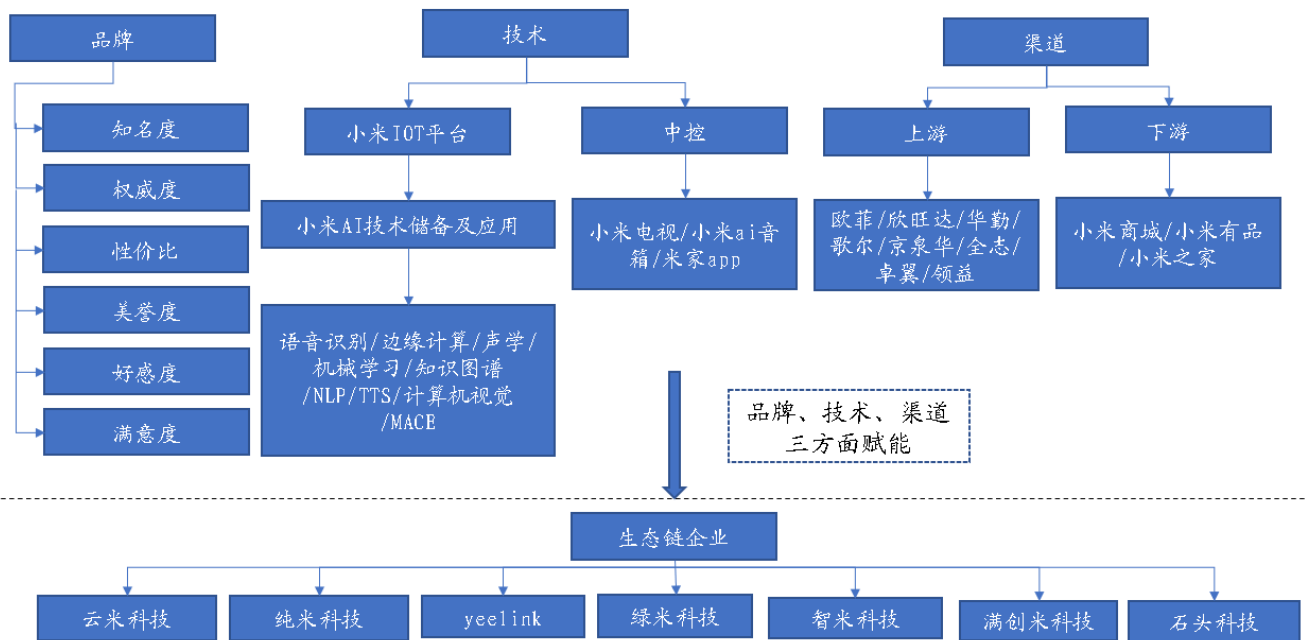 品牌
技术
渠道
知名度
权威度
性价比
美誉度
好感度
满意度
小米IOT平台
中控
小米AI技术储备及应用
小米电视/小米ai音
箱/米家app
语音识别/边缘计算/声学/
机械学习/知识图谱
/NLP/TTS/计算机视觉
/MACE
上游
下游
欧菲/欣旺达/华勤/
歌尔/京泉华/全志/
卓翼/领益
小米商城/小米有品
/小米之家
品牌、技术、渠道
三方面赋能
生态链企业
云米科技
纯米科技
yeelink
绿米科技
智米科技
满创米科技
石头科技